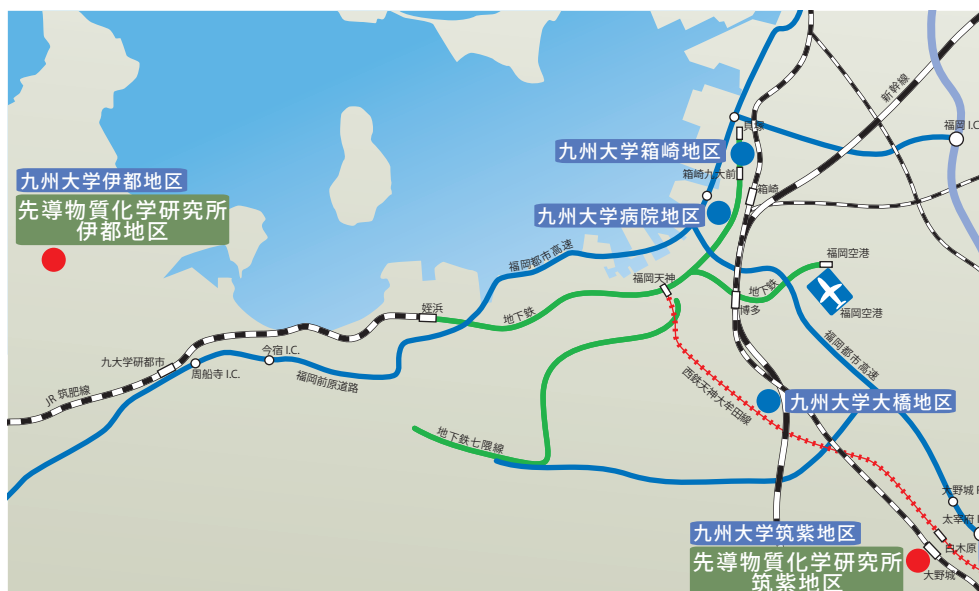 新幹線
福岡 I.C.
貝塚
九州大学箱崎地区
箱崎九大前
箱崎
九州大学伊都地区
先導物質化学研究所
伊都地区
九州大学病院地区
福岡都市高速
福岡空港
福岡天神
地下鉄
福岡空港
博多
姪浜
地下鉄
今宿 I.C.
九大学研都市
周船寺 I.C.
福岡前原道路
JR 筑肥線
福岡都市高速
西鉄天神大牟田線
九州大学大橋地区
地下鉄七隈線
大野城
太宰府
白木原
九州大学筑紫地区
先導物質化学研究所
筑紫地区
大野城